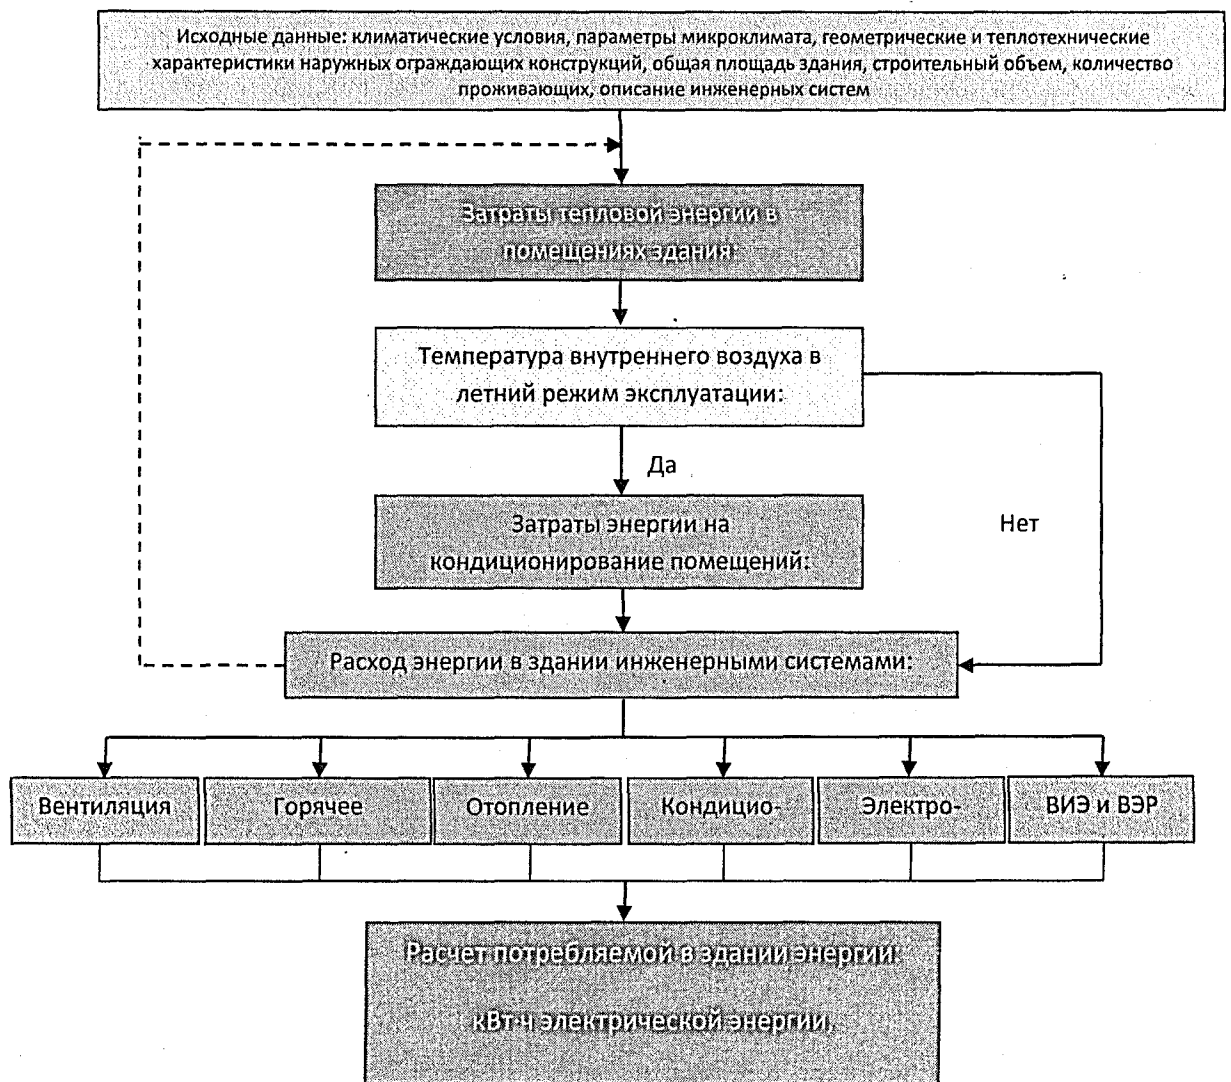 Исходные данные: климатические условия, параметры микроклимата, геометрические и теплотехнические
характеристики наружных ограждающих конструкций, общая площадь здания, строительный объем, количество
проживающих, описание инженерных систем
Затраты тепловой энергии в
помещениях здания:
Температура внутреннего воздуха в
летний режим эксплуатации:
Да
Затраты энергии на
кондиционирование помещений:
Нет
Расход энергии в здании инженерными системами:
Вентиляция
Горячее
Отопление
Кондицио-
Электро-
ВИЭ и ВЭР
Расчет потребляемой в здании энергии:
кВт·ч электрической энергии,